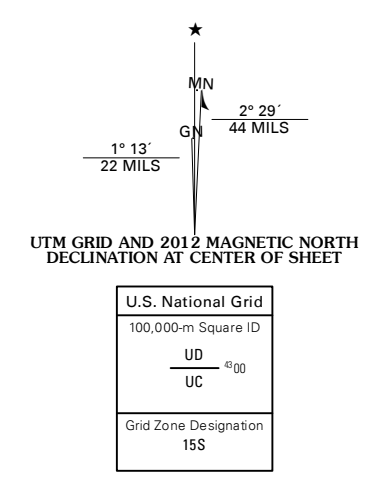 ★
MN
2° 29´
44 MILS
GN
1° 13´
22 MILS
UTM GRID AND 2012 MAGNETIC NORTH
DECLINATION AT CENTER OF SHEET
U.S. National Grid
100,000-m Square ID
UD
⁴³00
UC
Grid Zone Designation
15S